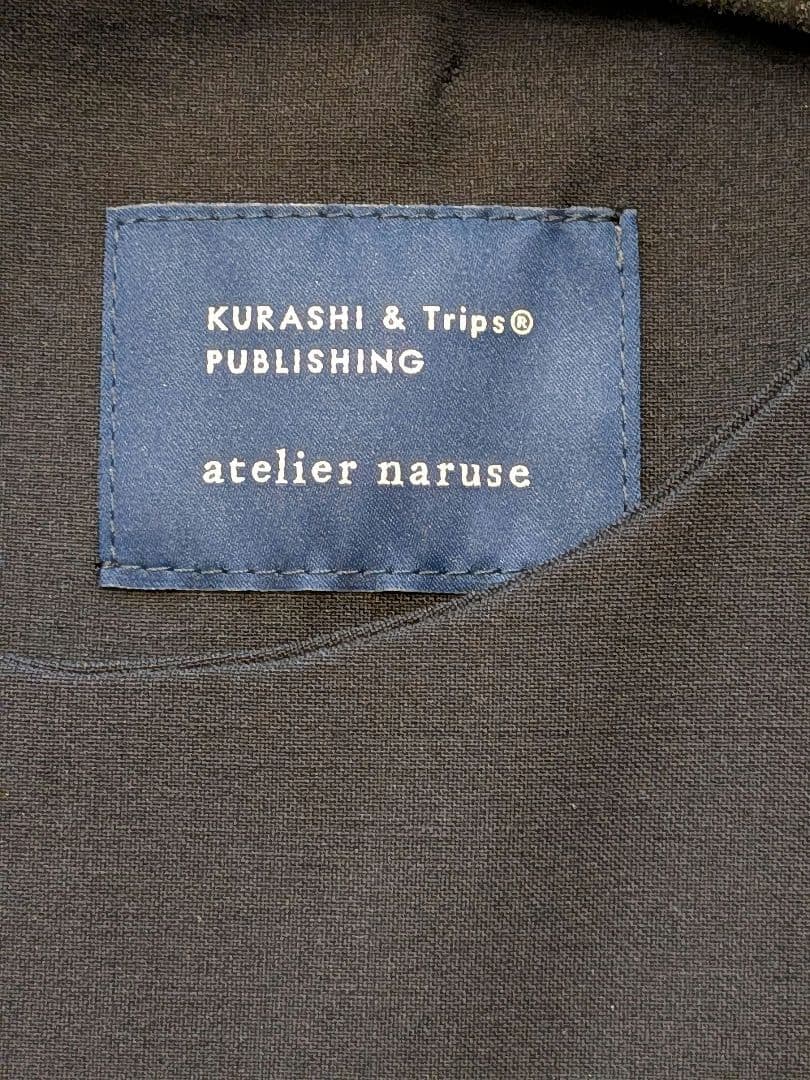 KURASHI & Trips®
PUBLISHING
atelier naruse